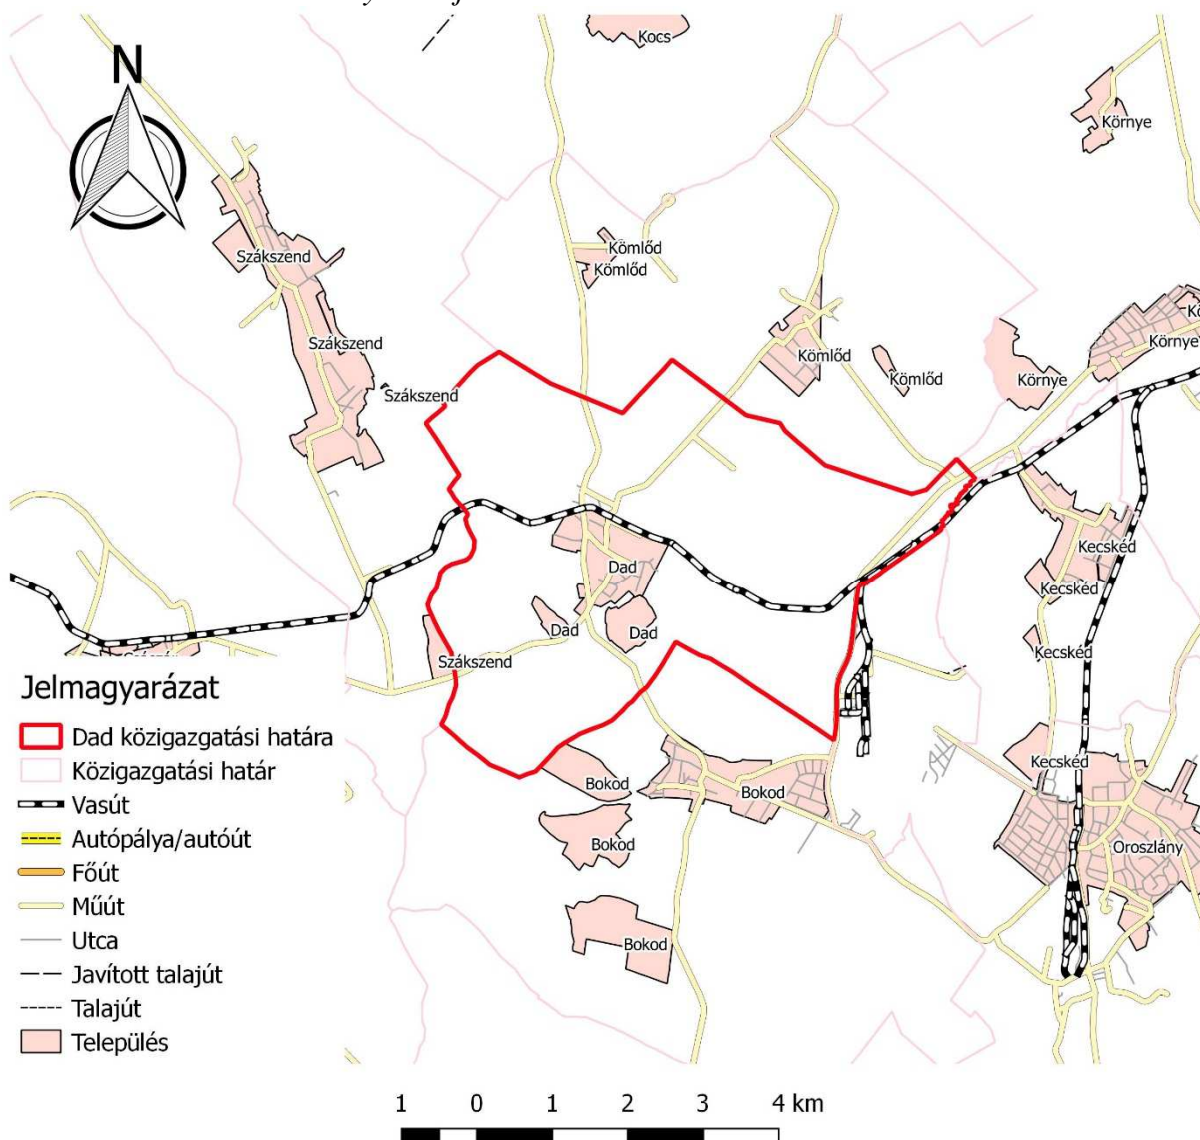 Kocs
N
Környe
Kömlőd
Szákszend
Kömlőd
Szákszend
Környe
Kömlőd
Kömlőd
Környe
Szákszend
Kecskéd
Dad
Kecskéd
Dad
Dad
Kecskéd
Szákszend
Jelmagyarázat
Dad közigazgatási határa
Közigazgatási határ
Kecskéd
Bokod
Bokod
Vasút
Autópálya/autóút
Bokod
Oroszlány
Főút
Műút
Utca
Bokod
Javított talajút
Talajút
Település
1 0 1 2 3 4 km